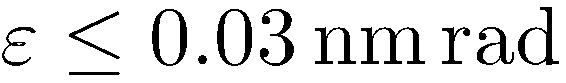 ε ≤ 0.03 nm rad